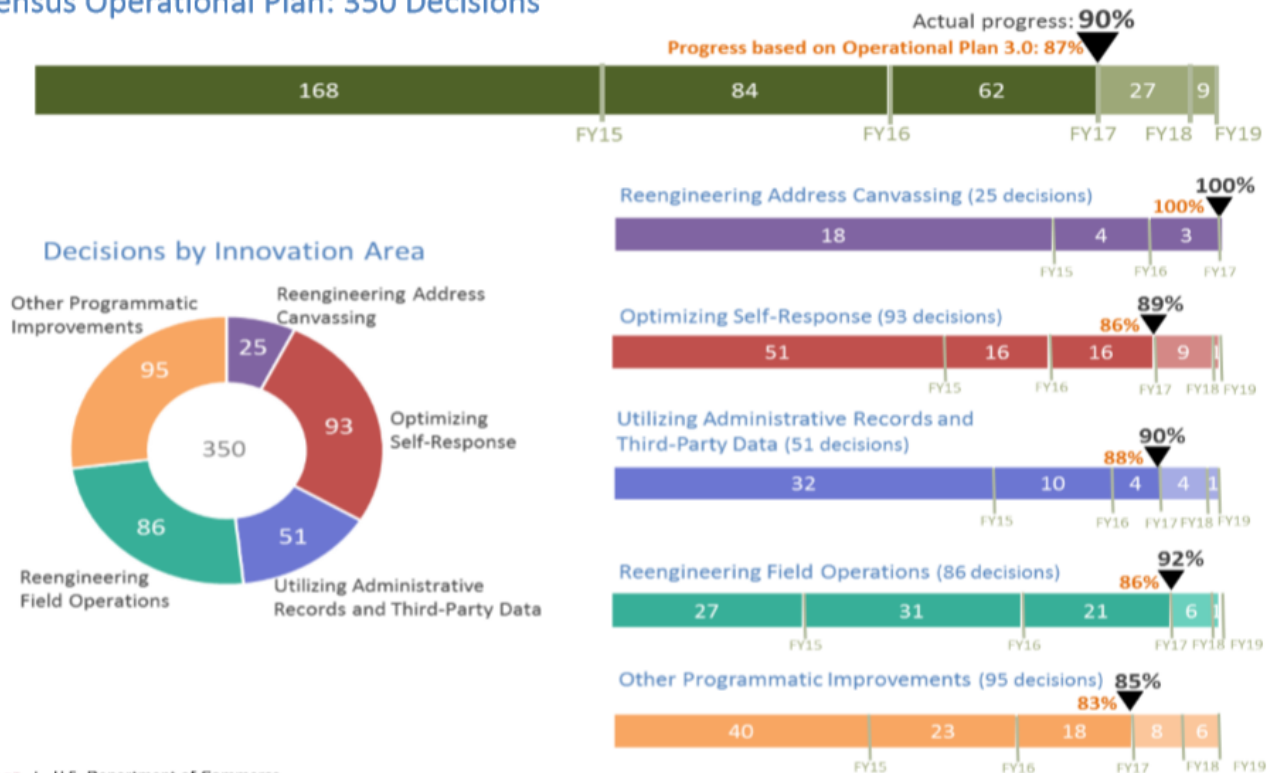 Operational Plan: 350 Decisions
Actual progress: 90%
Progress based on Operational Plan 3.0: 87%
168 84 62 27 9
FY15 FY16 FY17 FY18 FY19
Decisions by Innovation Area
Other Programmatic
Improvements
Reengineering Address
Canvassing
25
95
93
Optimizing
Self-Response
350
86
51
Reengineering
Field Operations
Utilizing Administrative
Records and Third-Party Data
Reengineering Address Canvassing (25 decisions)
100%
100%
18 4 3
FY15 FY16 FY17
Optimizing Self-Response (93 decisions)
89%
86%
51 16 16 9 1
FY15 FY16 FY17 FY18 FY19
Utilizing Administrative Records and
Third-Party Data (51 decisions)
90%
88%
32 10 4 4 1
FY15 FY16 FY17 FY18 FY19
Reengineering Field Operations (86 decisions)
92%
86%
27 31 21 6 1
FY15 FY16 FY17 FY18 FY19
Other Programmatic Improvements (95 decisions)
85%
83%
40 23 18 8 6
FY15 FY16 FY17 FY18 FY19